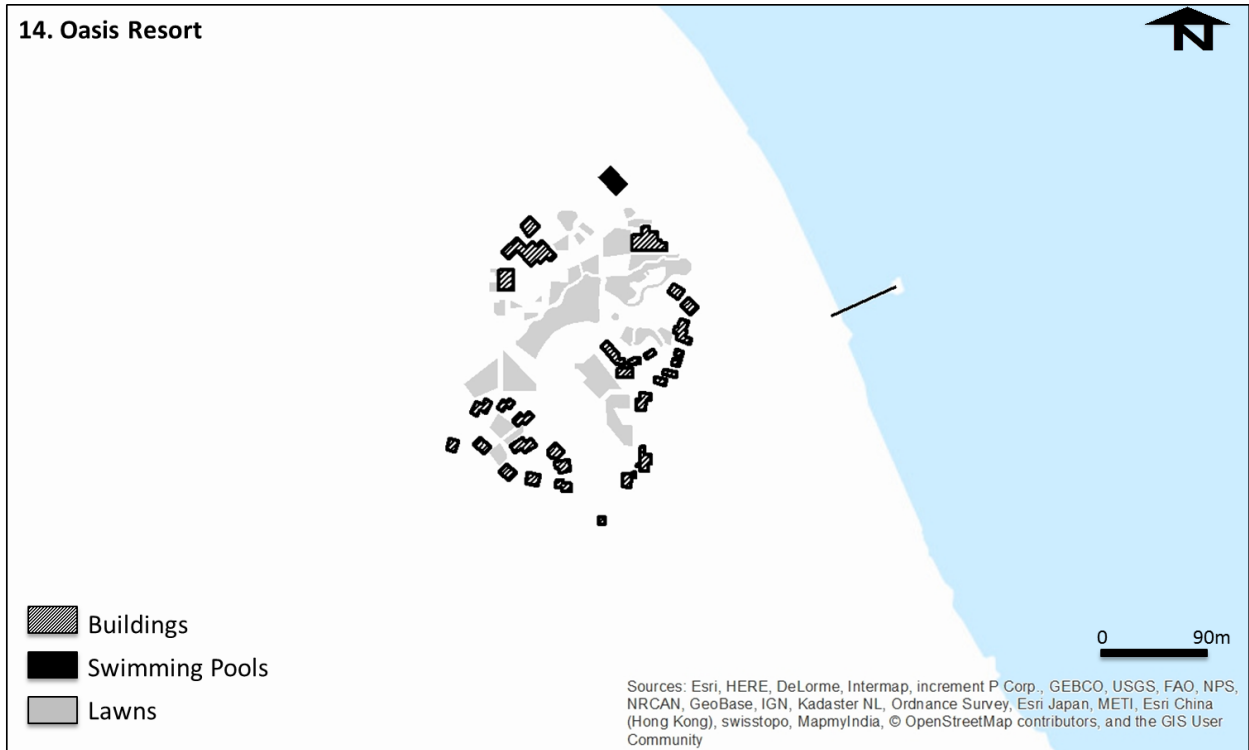 14. Oasis Resort
N
Buildings
Swimming Pools
Lawns
0 90m
Sources: Esri, HERE, DeLorme, Intermap, increment P Corp., GEBCO, USGS, FAO, NPS,
NRCAN, GeoBase, IGN, Kadaster NL, Ordnance Survey, Esri Japan, METI, Esri China
(Hong Kong), swisstopo, MapmyIndia, © OpenStreetMap contributors, and the GIS User
Community